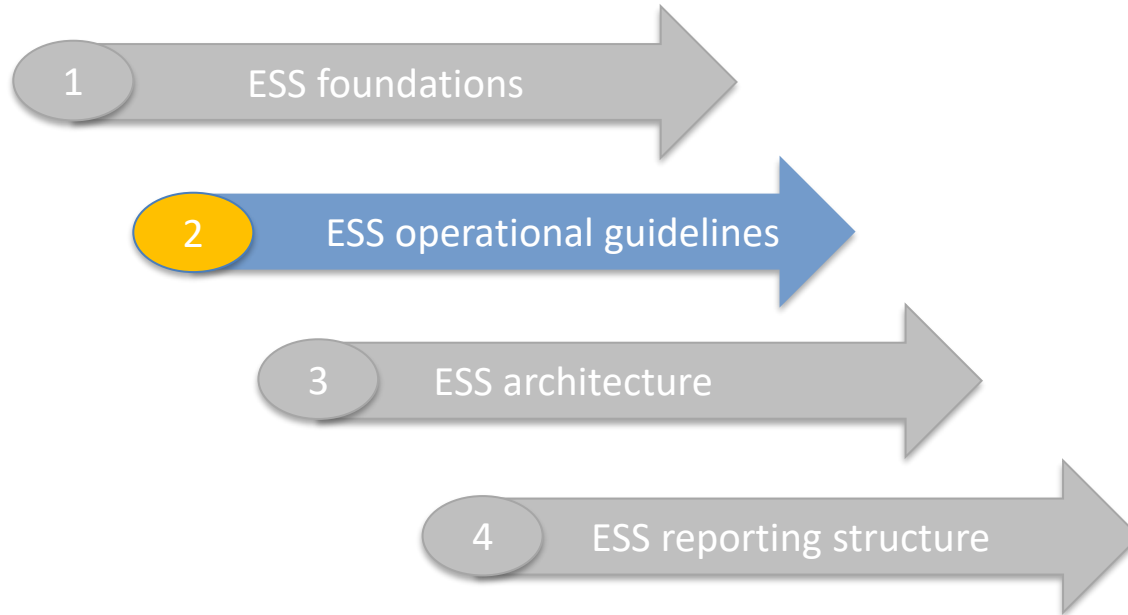 1 ESS foundations
2 ESS operational guidelines
3 ESS architecture
4 ESS reporting structure